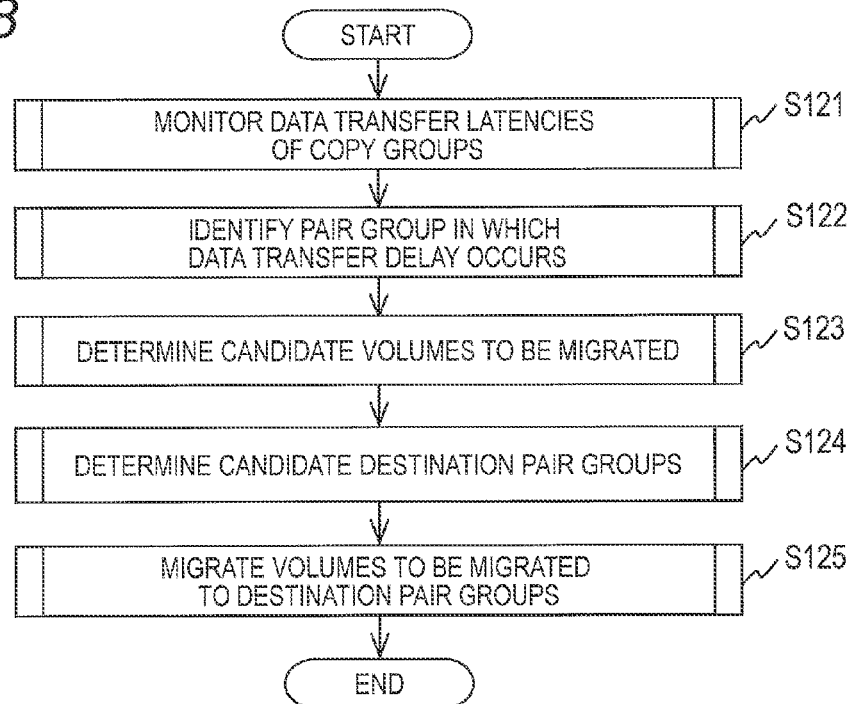 START
MONITOR DATA TRANSFER LATENCIES
OF COPY GROUPS
S121
IDENTIFY PAIR GROUP IN WHICH
DATA TRANSFER DELAY OCCURS
S122
DETERMINE CANDIDATE VOLUMES TO BE MIGRATED
S123
DETERMINE CANDIDATE DESTINATION PAIR GROUPS
S124
MIGRATE VOLUMES TO BE MIGRATED
TO DESTINATION PAIR GROUPS
S125
END